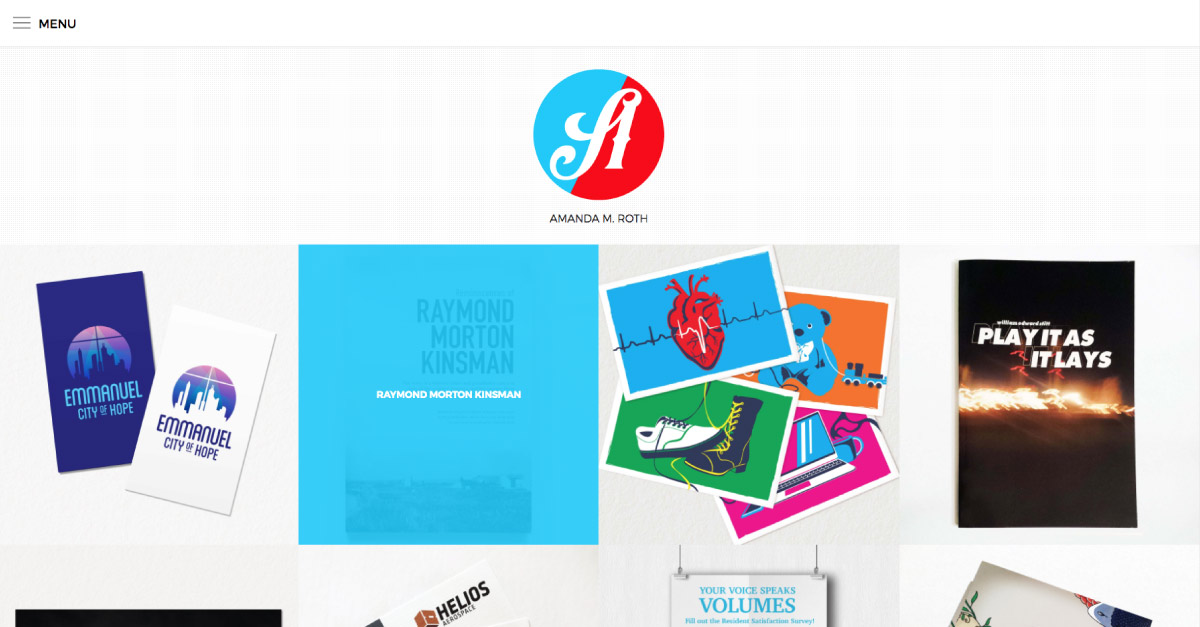 MENU
A
AMANDA M. ROTH
EMMANUEL
CITY OF HOPE
EMMANUEL
CITY OF HOPE
RAYMOND
MORTON
KINSMAN
RAYMOND MORTON KINSMAN
william edward stitt
PLAY IT AS
IT LAYS
HELIOS
AEROSPACE
YOUR VOICE SPEAKS
VOLUMES
Fill out the Resident Satisfaction Survey!